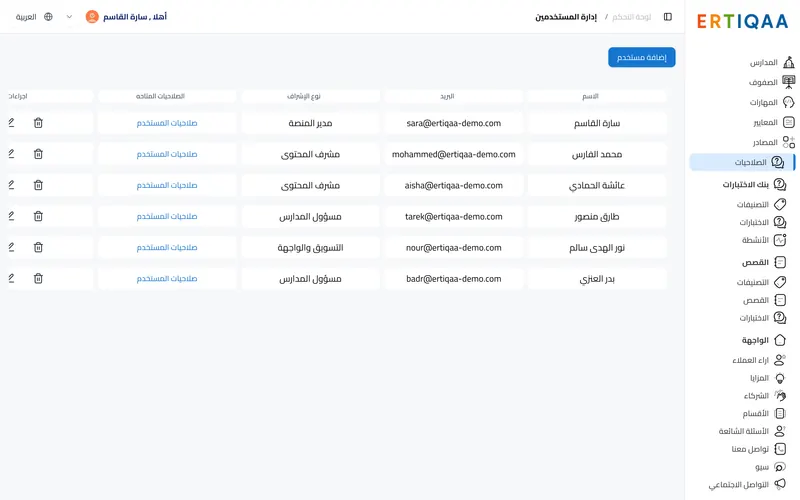 ERTIQAA
لوحة التحكم / إدارة المستخدمين
أهلا , سارة القاسم
العربية
المدارس
الصفوف
المهارات
المعايير
المصادر
الصلاحيات
بنك الاختبارات
التصنيفات
الاختبارات
الأنشطة
القصص
التصنيفات
القصص
الاختبارات
الواجهة
اراء العملاء
المزايا
الشركاء
الأقسام
الأسئلة الشائعة
تواصل معنا
سيو
التواصل الاجتماعي
إضافة مستخدم
الاسم البريد نوع الإشراف الصلاحيات المتاحه اجراءات
سارة القاسم sara@ertiqaa-demo.com مدير المنصة صلاحيات المستخدم
محمد الفارس mohammed@ertiqaa-demo.com مشرف المحتوى صلاحيات المستخدم
عائشة الحمادي aisha@ertiqaa-demo.com مشرف المحتوى صلاحيات المستخدم
طارق منصور tarek@ertiqaa-demo.com مسؤول المدارس صلاحيات المستخدم
نور الهدى سالم nour@ertiqaa-demo.com التسويق والواجهة صلاحيات المستخدم
بدر العنزي badr@ertiqaa-demo.com مسؤول المدارس صلاحيات المستخدم